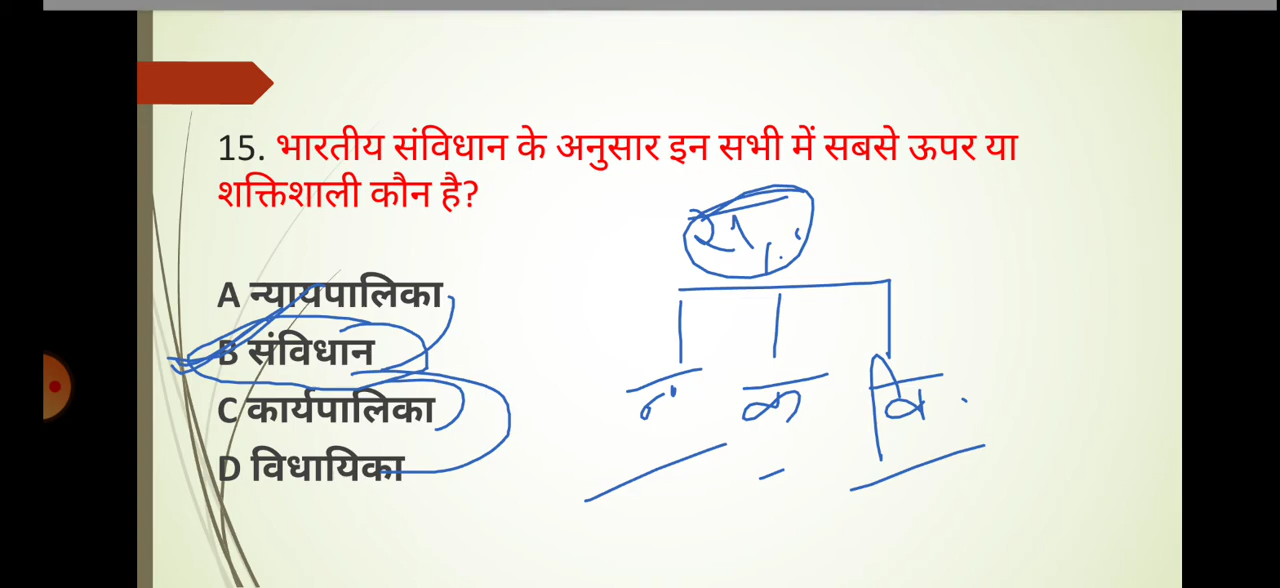 15. भारतीय संविधान के अनुसार इन सभी में सबसे ऊपर या
शक्तिशाली कौन है?
A न्यायपालिका
B संविधान
C कार्यपालिका
D विधायिका